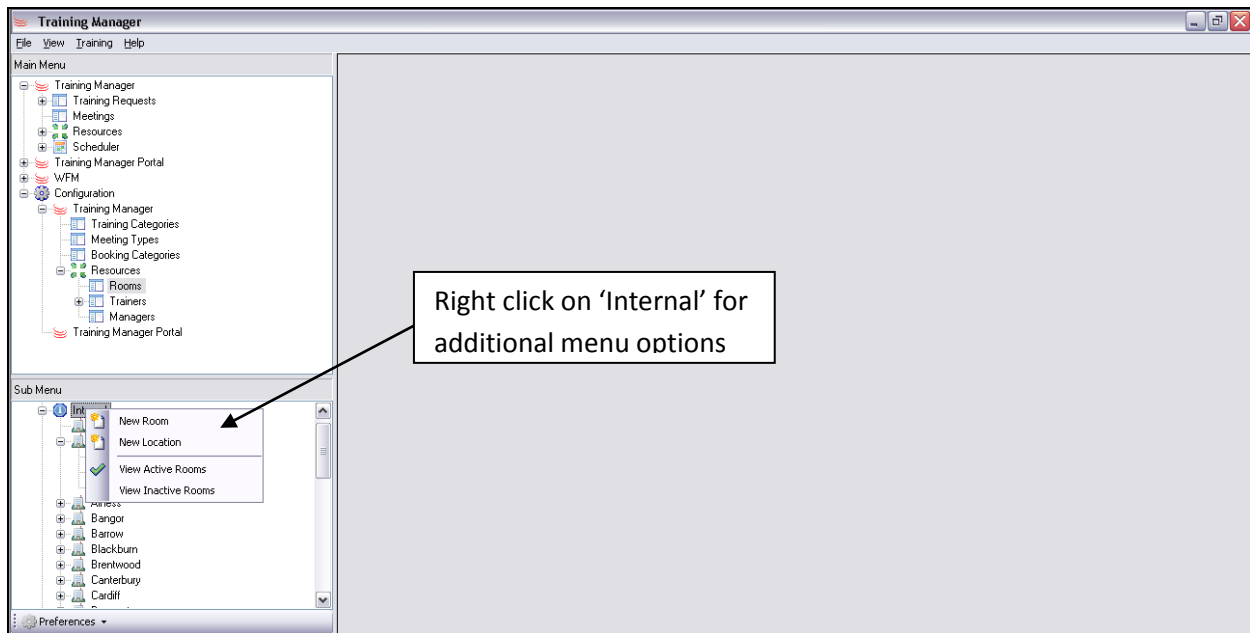 Training Manager
File View Training Help
Main Menu
Training Manager
Training Requests
Meetings
Resources
Scheduler
Training Manager Portal
WFM
Configuration
Training Manager
Training Categories
Meeting Types
Booking Categories
Resources
Rooms
Trainers
Managers
Training Manager Portal
Right click on ‘Internal’ for
additional menu options
Sub Menu
New Room
New Location
View Active Rooms
View Inactive Rooms
Alness
Bangor
Barrow
Blackburn
Brentwood
Canterbury
Cardiff
Preferences